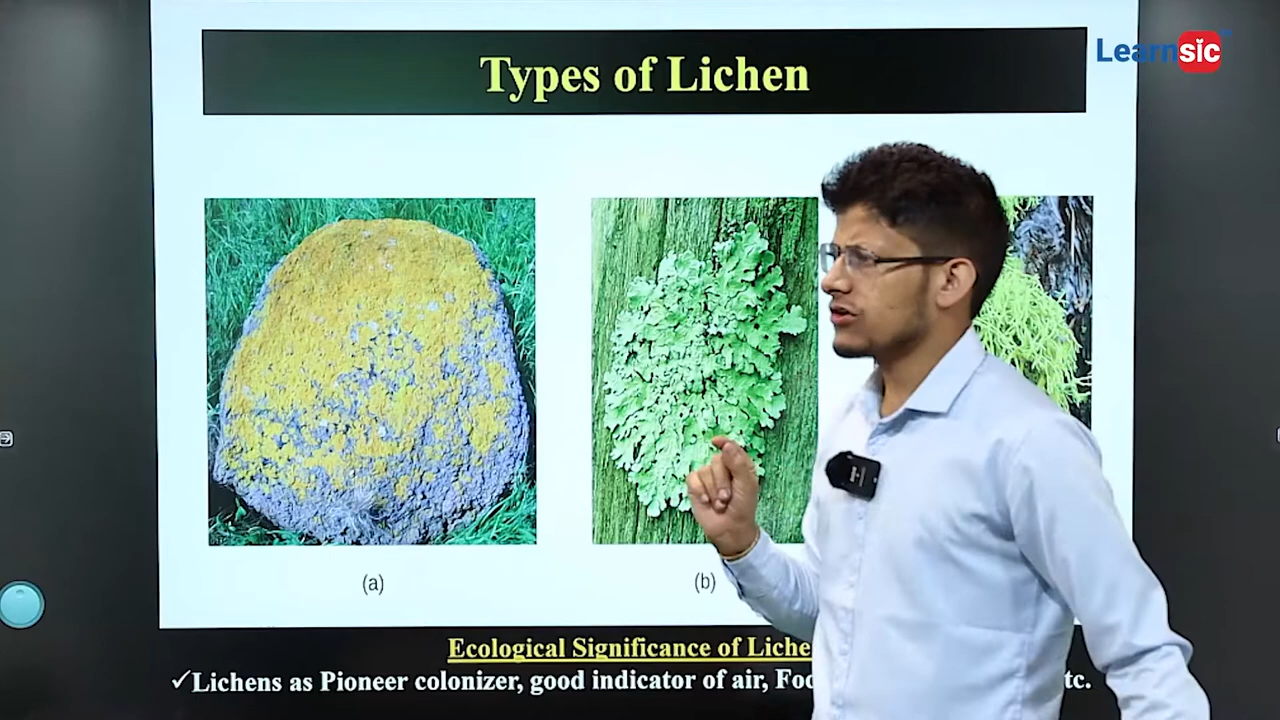 Learnsic
Types of Lichen
(a)
(b)
Ecological Significance of Liche
✓Lichens as Pioneer colonizer, good indicator of air, Foo
tc.